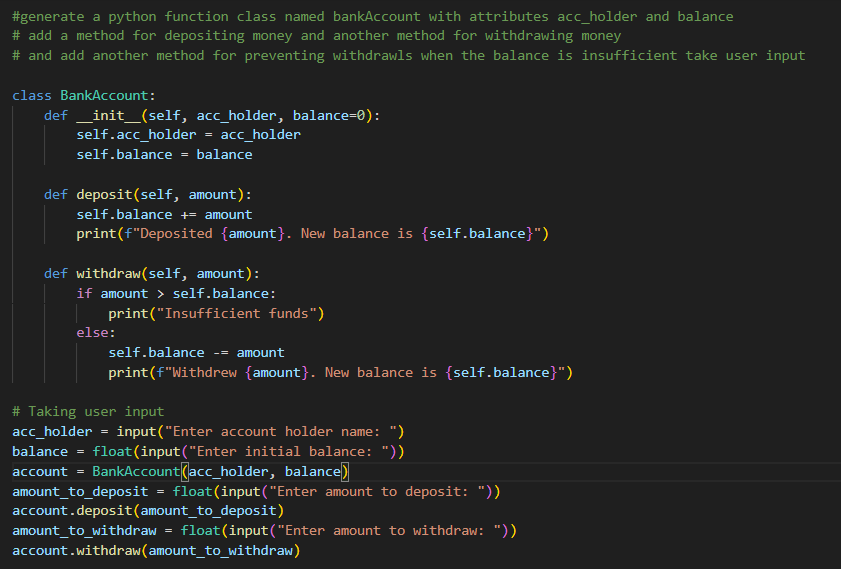 #generate a python function class named bankAccount with attributes acc_holder and balance
# add a method for depositing money and another method for withdrawing money
# and add another method for preventing withdrawls when the balance is insufficient take user input

class BankAccount:
    def __init__(self, acc_holder, balance=0):
        self.acc_holder = acc_holder
        self.balance = balance

    def deposit(self, amount):
        self.balance += amount
        print(f"Deposited {amount}. New balance is {self.balance}")

    def withdraw(self, amount):
        if amount > self.balance:
            print("Insufficient funds")
        else:
            self.balance -= amount
            print(f"Withdrew {amount}. New balance is {self.balance}")

# Taking user input
acc_holder = input("Enter account holder name: ")
balance = float(input("Enter initial balance: "))
account = BankAccount(acc_holder, balance)
amount_to_deposit = float(input("Enter amount to deposit: "))
account.deposit(amount_to_deposit)
amount_to_withdraw = float(input("Enter amount to withdraw: "))
account.withdraw(amount_to_withdraw)